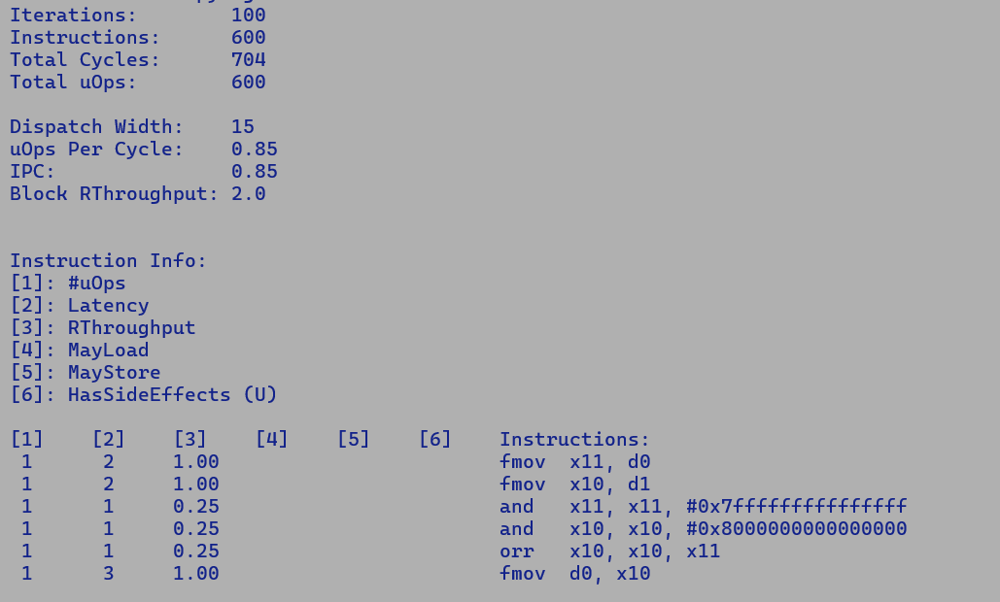 Iterations:        100
Instructions:      600
Total Cycles:      704
Total uOps:        600

Dispatch Width:    15
uOps Per Cycle:    0.85
IPC:               0.85
Block RThroughput: 2.0

Instruction Info:
[1]: #uOps
[2]: Latency
[3]: RThroughput
[4]: MayLoad
[5]: MayStore
[6]: HasSideEffects (U)

[1]    [2]    [3]    [4]    [5]    [6]    Instructions:
 1      2     1.00                        fmov  x11, d0
 1      2     1.00                        fmov  x10, d1
 1      1     0.25                        and   x11, x11, #0x7fffffffffffffff
 1      1     0.25                        and   x10, x10, #0x8000000000000000
 1      1     0.25                        orr   x10, x10, x11
 1      3     1.00                        fmov  d0, x10